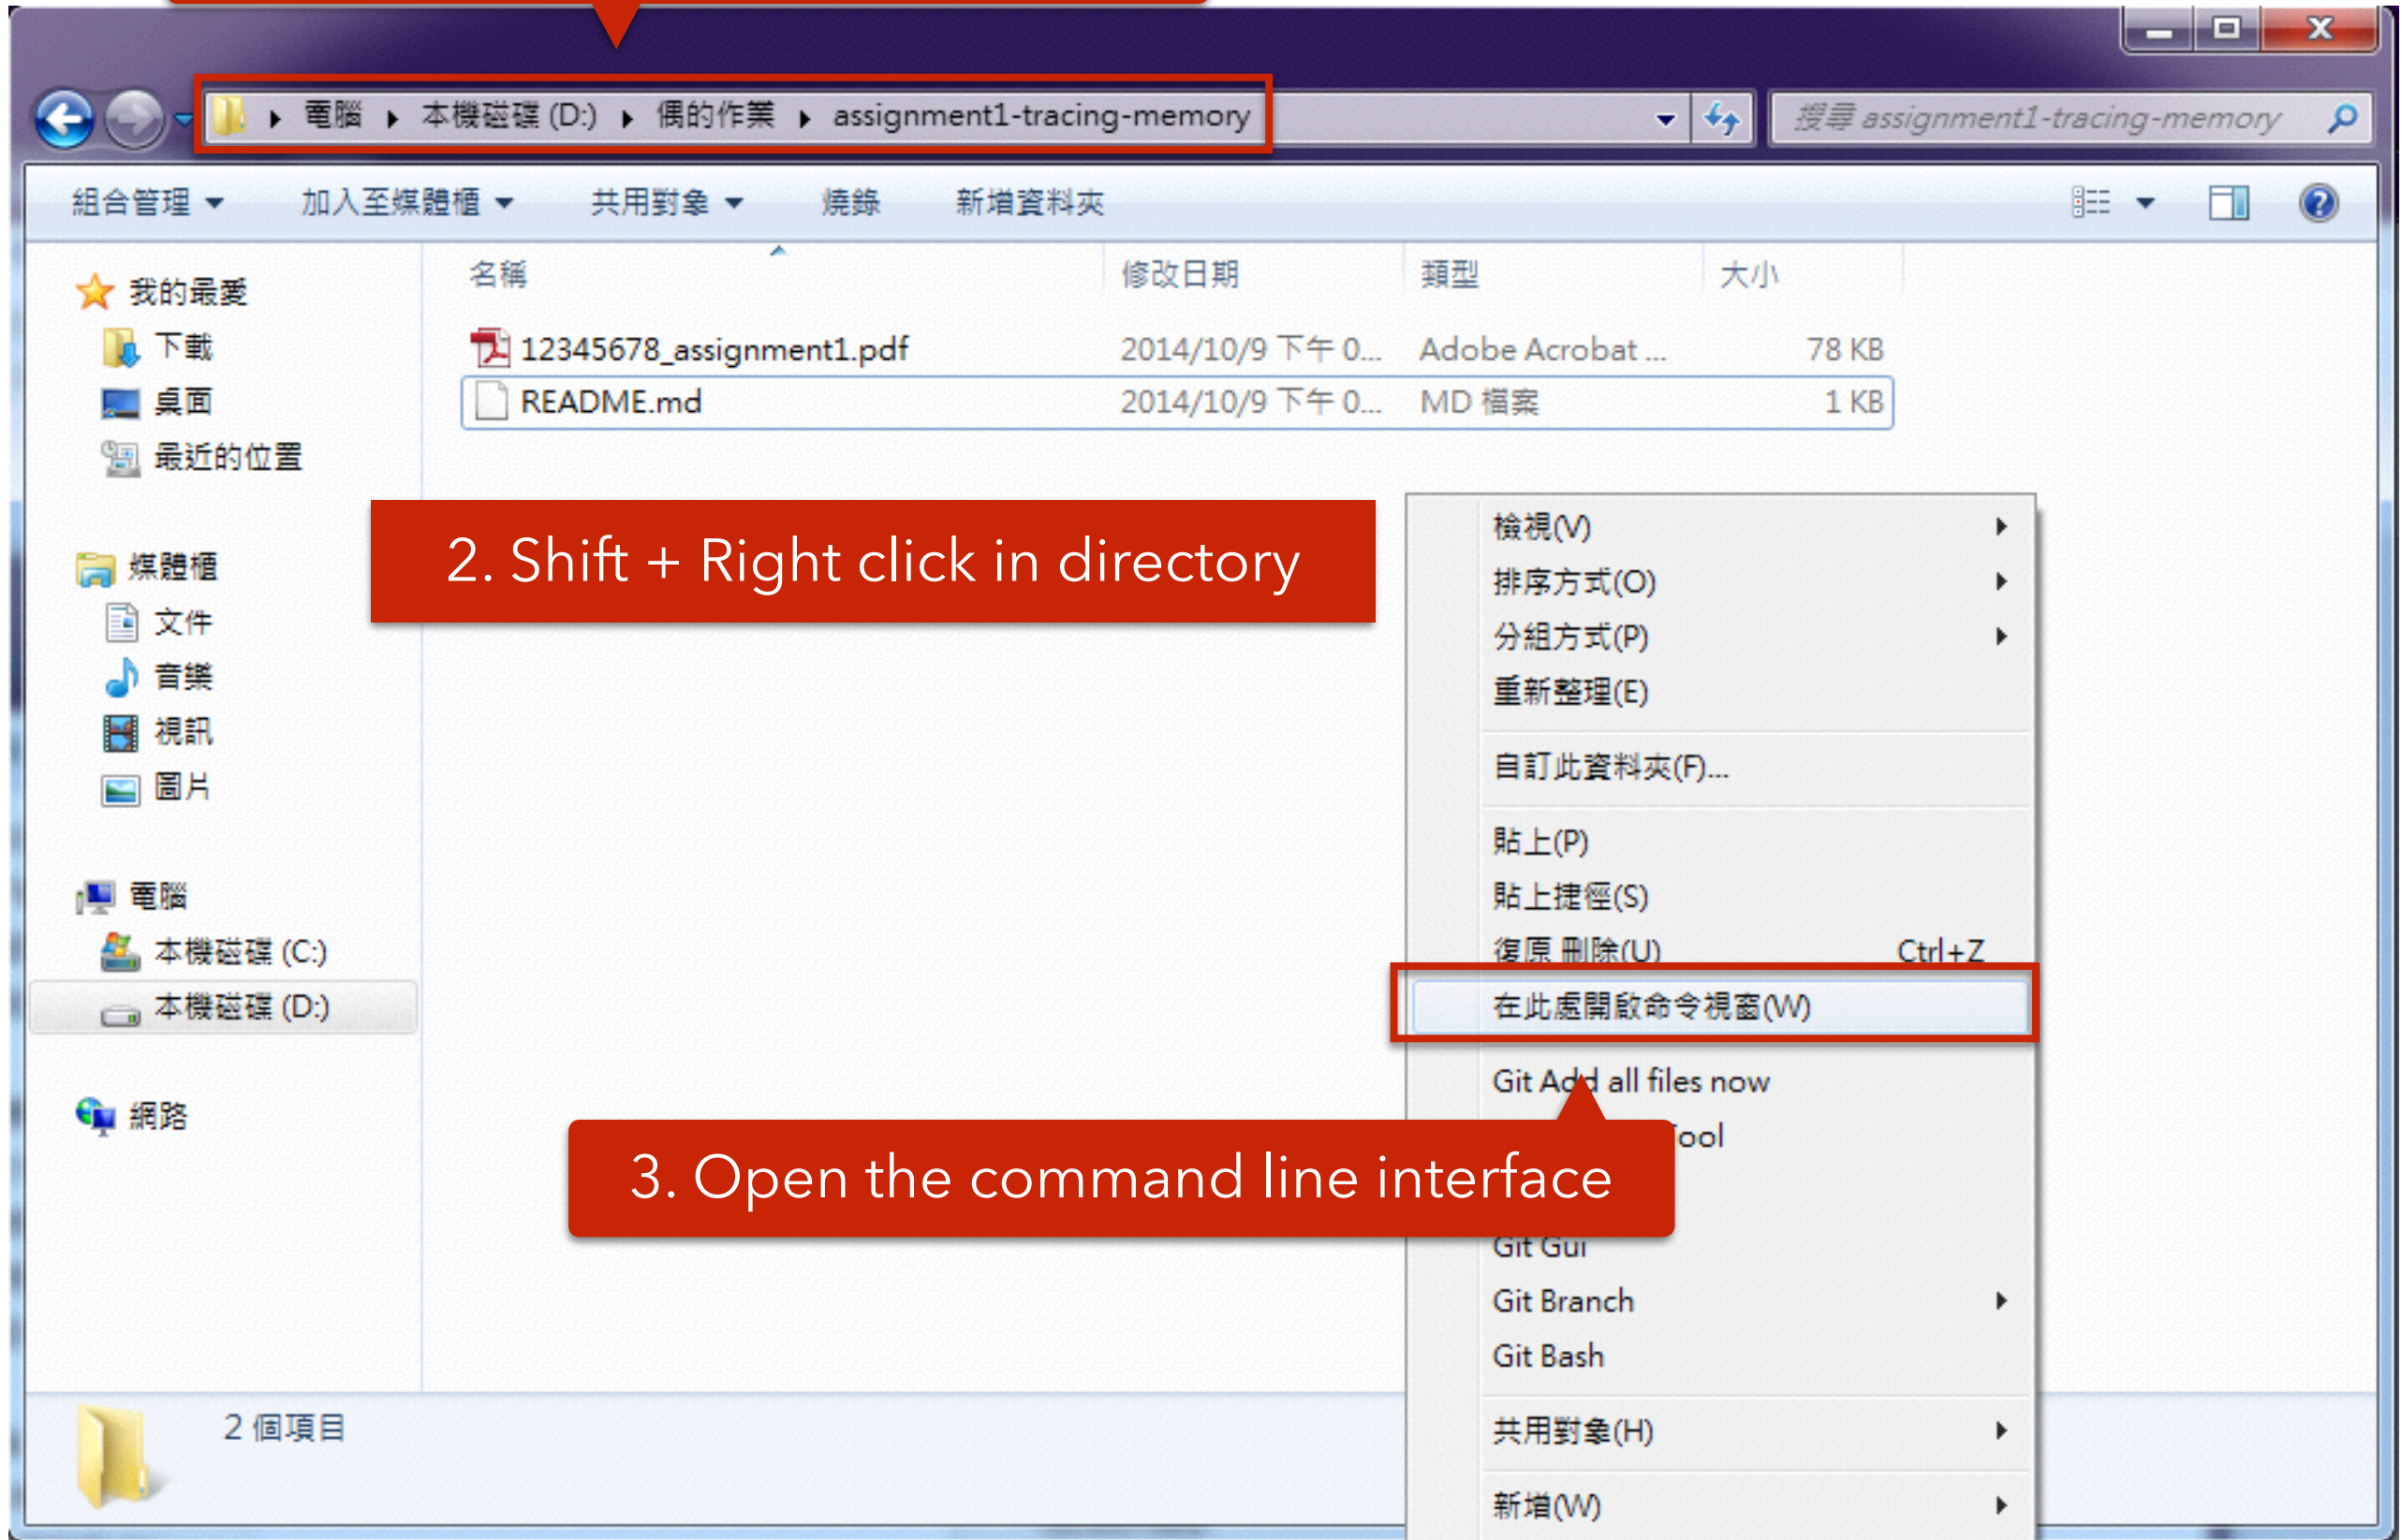 電腦 ▸ 本機磁碟 (D:) ▸ 偶的作業 ▸ assignment1-tracing-memory
搜尋 assignment1-tracing-memory
組合管理 加入至媒體櫃 共用對象 燒錄 新增資料夾
名稱 修改日期 類型 大小
12345678_assignment1.pdf 2014/10/9 下午 0... Adobe Acrobat ... 78 KB
README.md 2014/10/9 下午 0... MD 檔案 1 KB
我的最愛
下載
桌面
最近的位置
媒體櫃
文件
音樂
視訊
圖片
電腦
本機磁碟 (C:)
本機磁碟 (D:)
網路
2. Shift + Right click in directory
檢視(V)
排序方式(O)
分組方式(P)
重新整理(E)
自訂此資料夾(F)...
貼上(P)
貼上捷徑(S)
復原 刪除(U) Ctrl+Z
在此處開啟命令視窗(W)
Git Add all files now
3. Open the command line interface
Git Gui
Git Branch
Git Bash
共用對象(H)
新增(W)
2 個項目